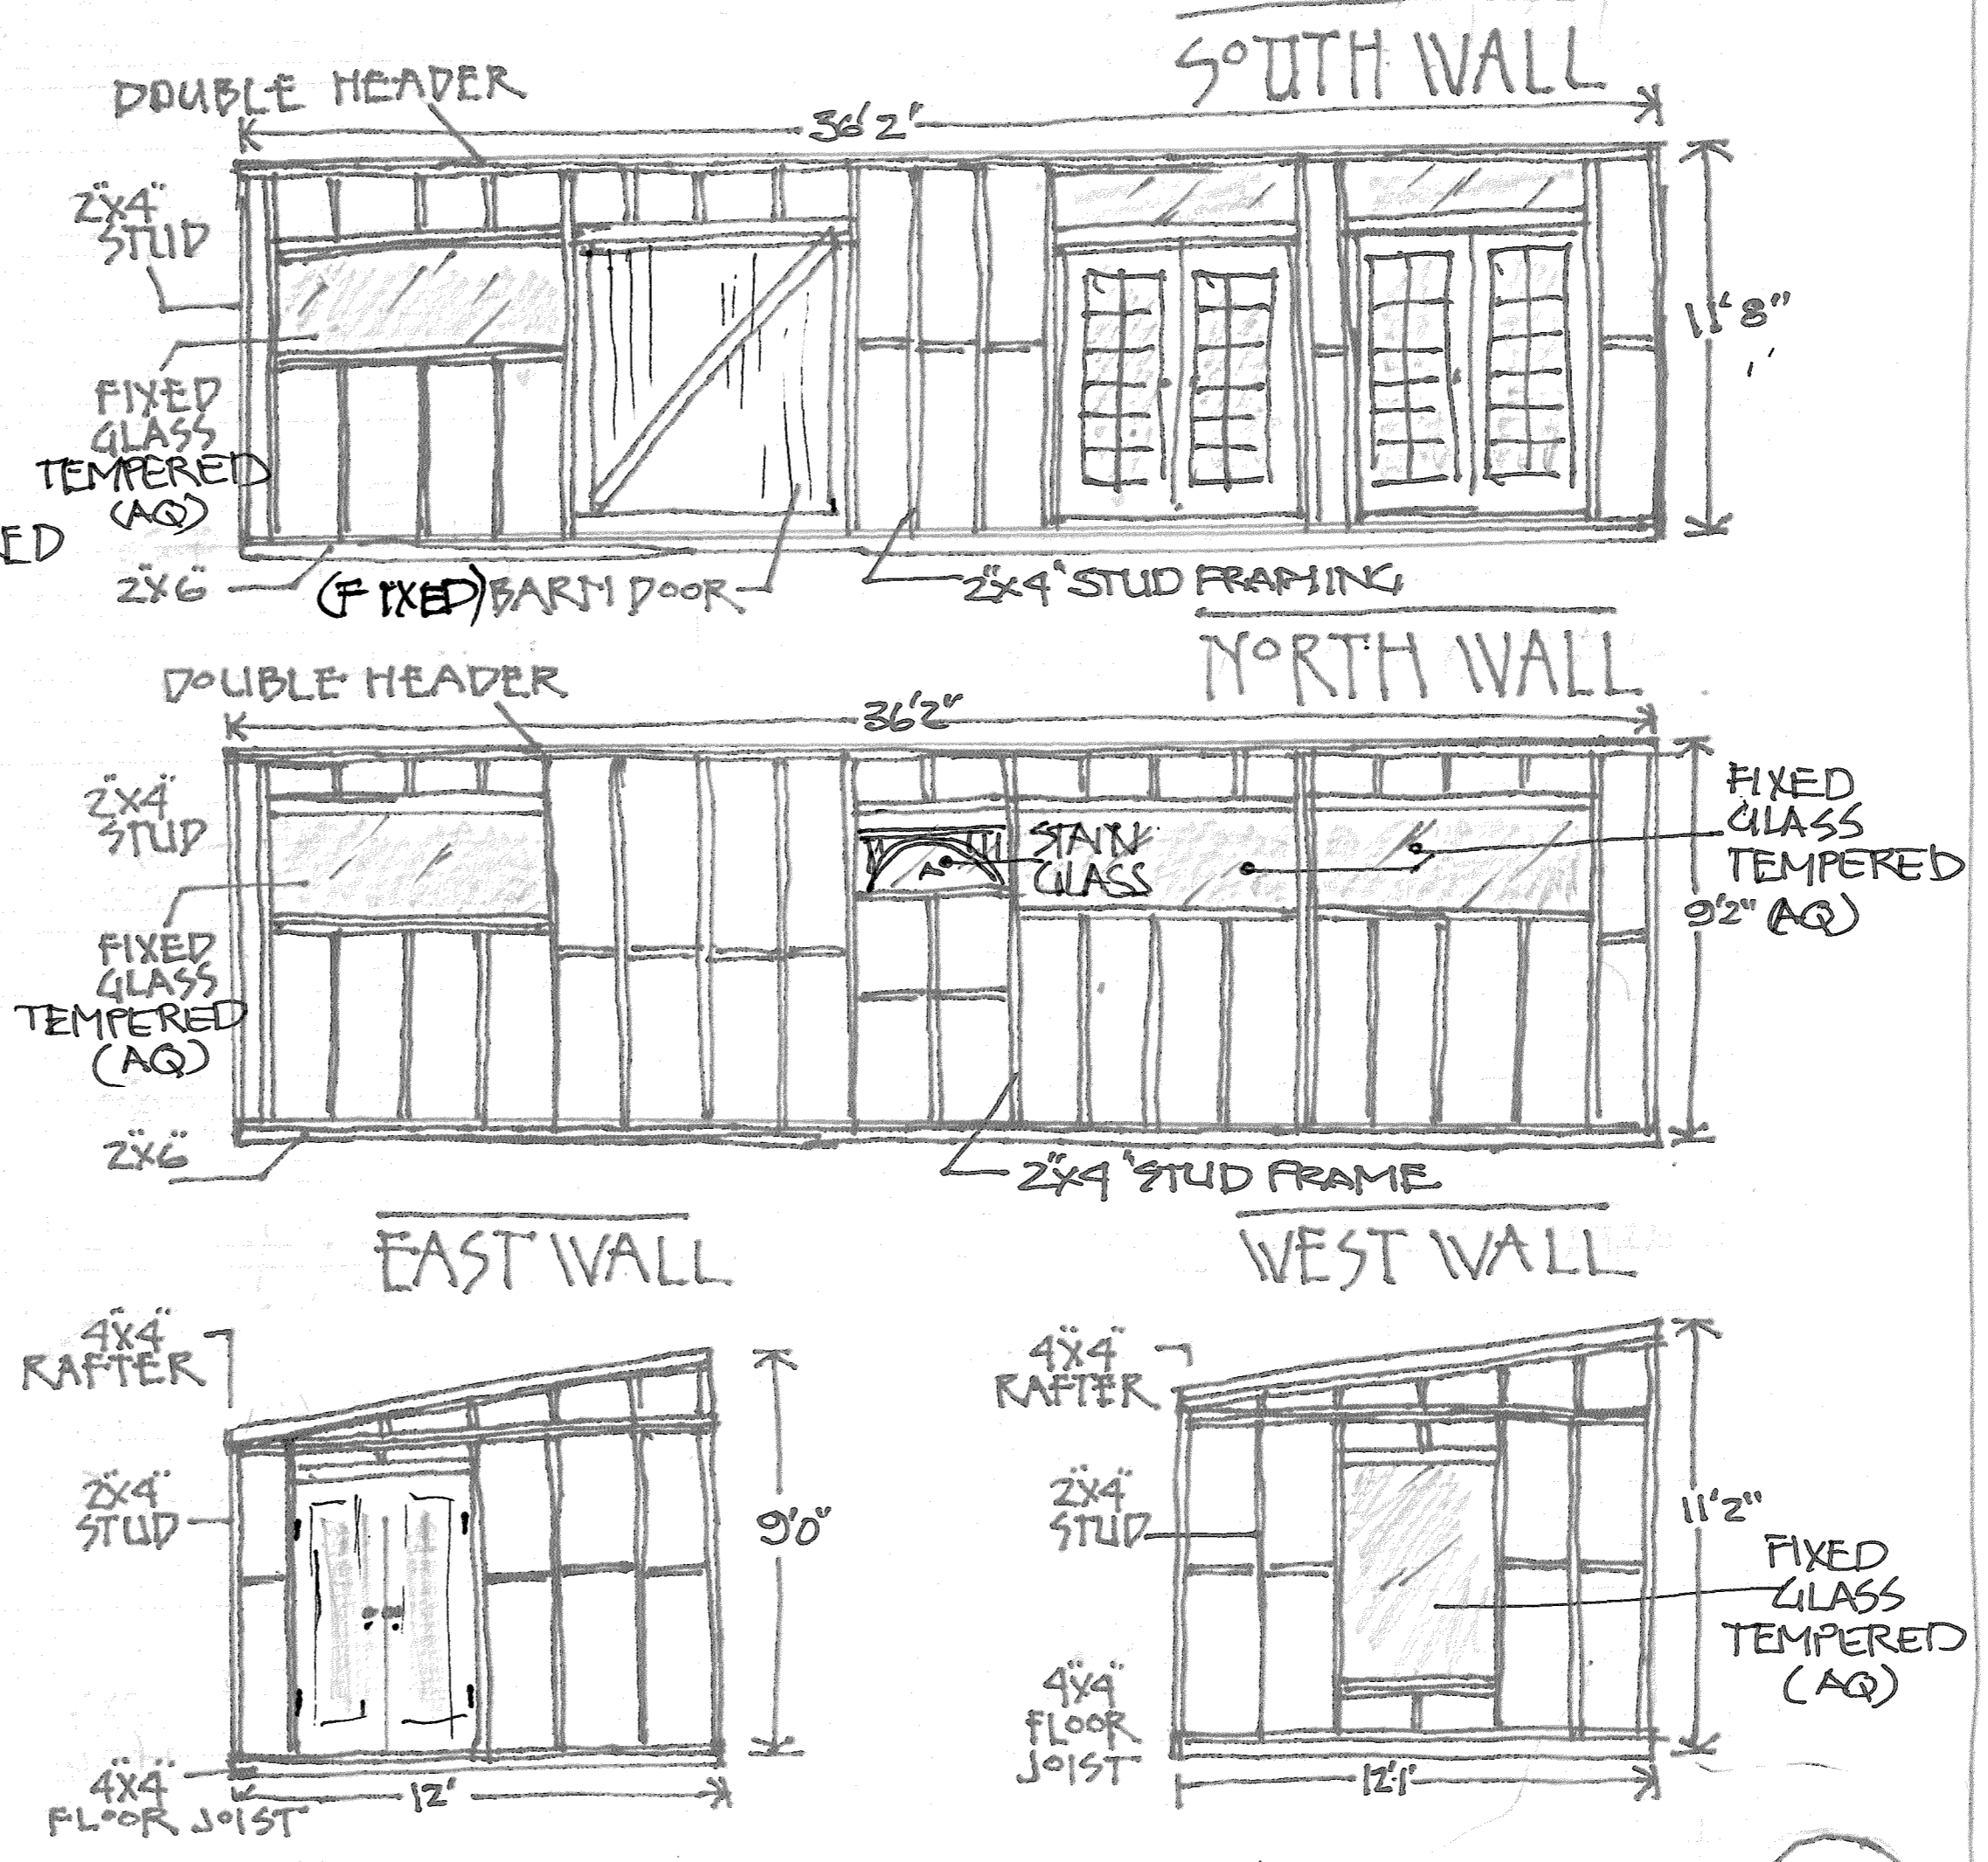 SOUTH WALL
DOUBLE HEADER
36'2"
2"X4"
STUD
11'8"
FIXED
GLASS
TEMPERED
(AQ)
ED
2"X6"
(FIXED) BARN DOOR
2"X4" STUD FRAMING
NORTH WALL
DOUBLE HEADER
36'2"
2"X4"
STUD
FIXED
GLASS
TEMPERED
(AQ)
9'2"
STAIN
GLASS
FIXED
GLASS
TEMPERED
(AQ)
2"X6"
2"X4" STUD FRAME
EAST WALL
4"X4"
RAFTER
2"X4"
STUD
9'0"
4"X4"
FLOOR JOIST
12'
WEST WALL
4"X4"
RAFTER
2"X4"
STUD
11'2"
FIXED
GLASS
TEMPERED
(AQ)
4"X4"
FLOOR
JOIST
12'1"